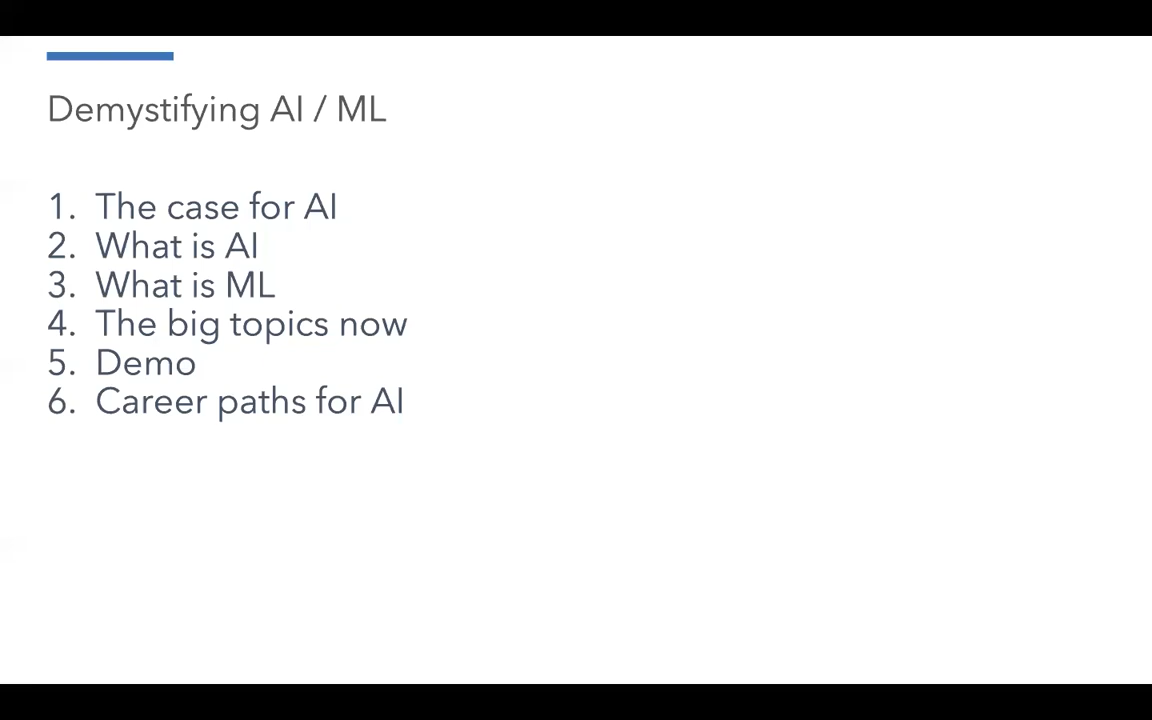 Demystifying AI / ML
1. The case for AI
2. What is AI
3. What is ML
4. The big topics now
5. Demo
6. Career paths for AI